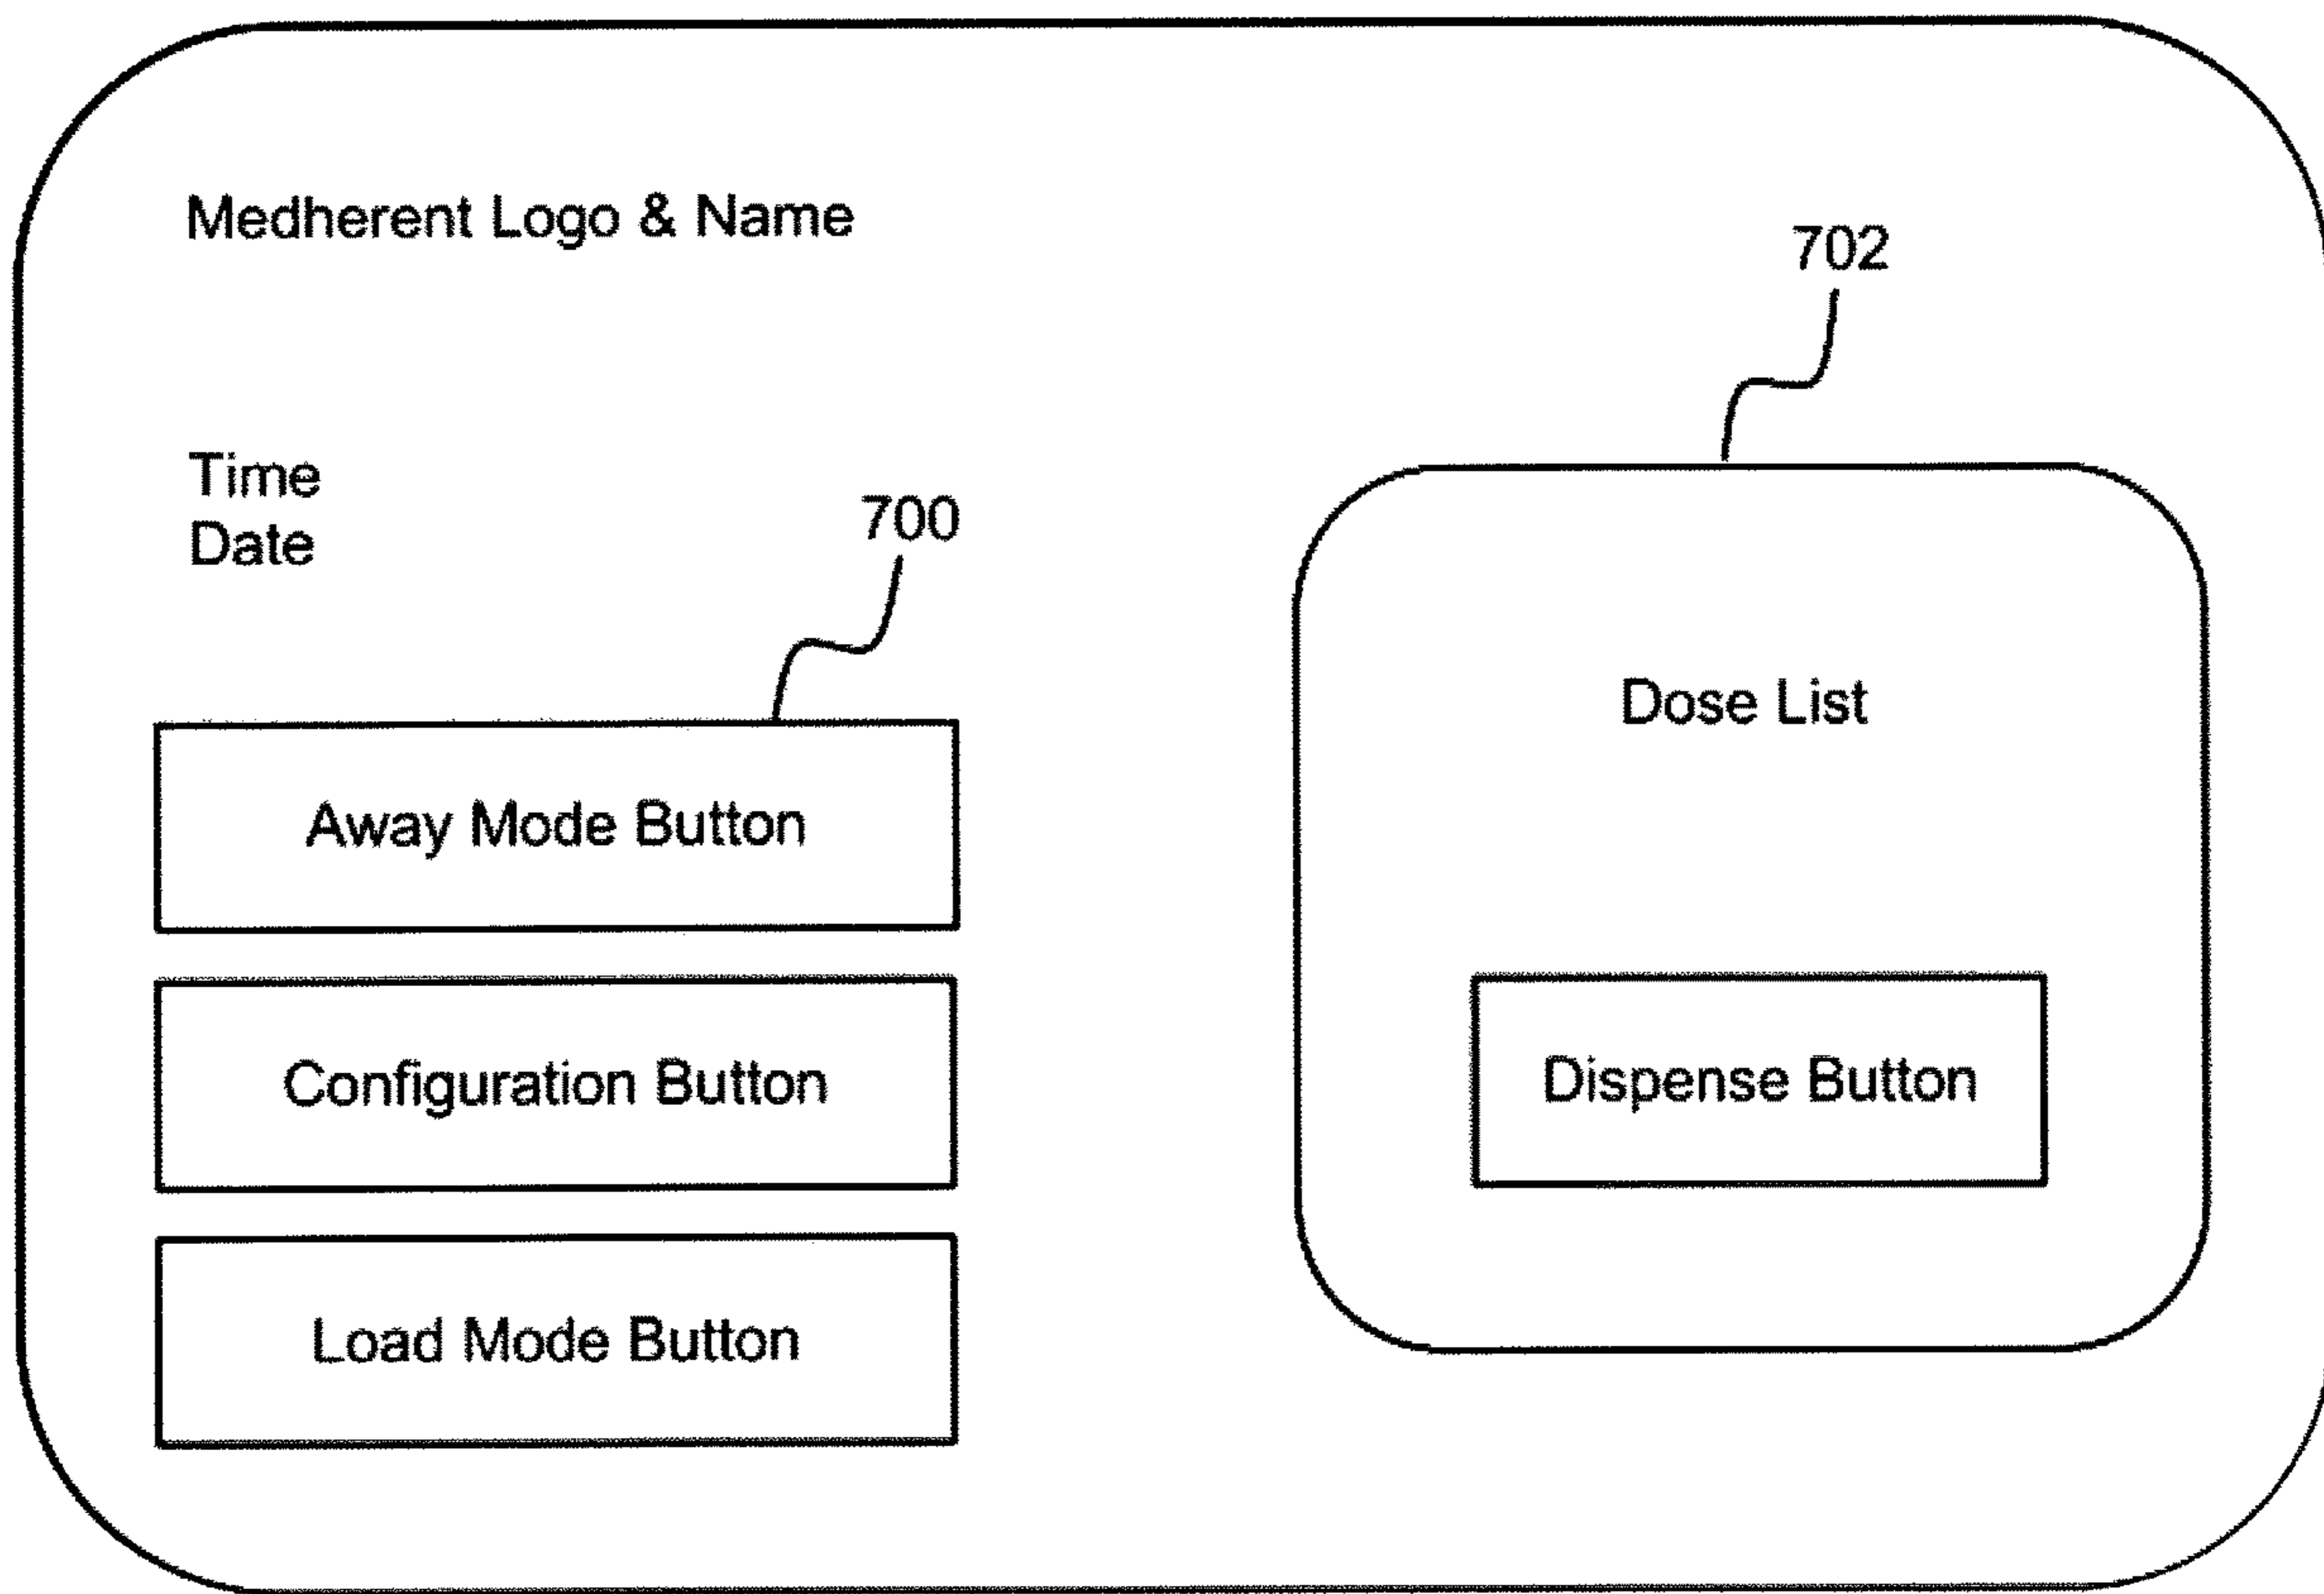 Medherent Logo & Name
702
Time
Date
700
Away Mode Button
Configuration Button
Load Mode Button
Dose List
Dispense Button